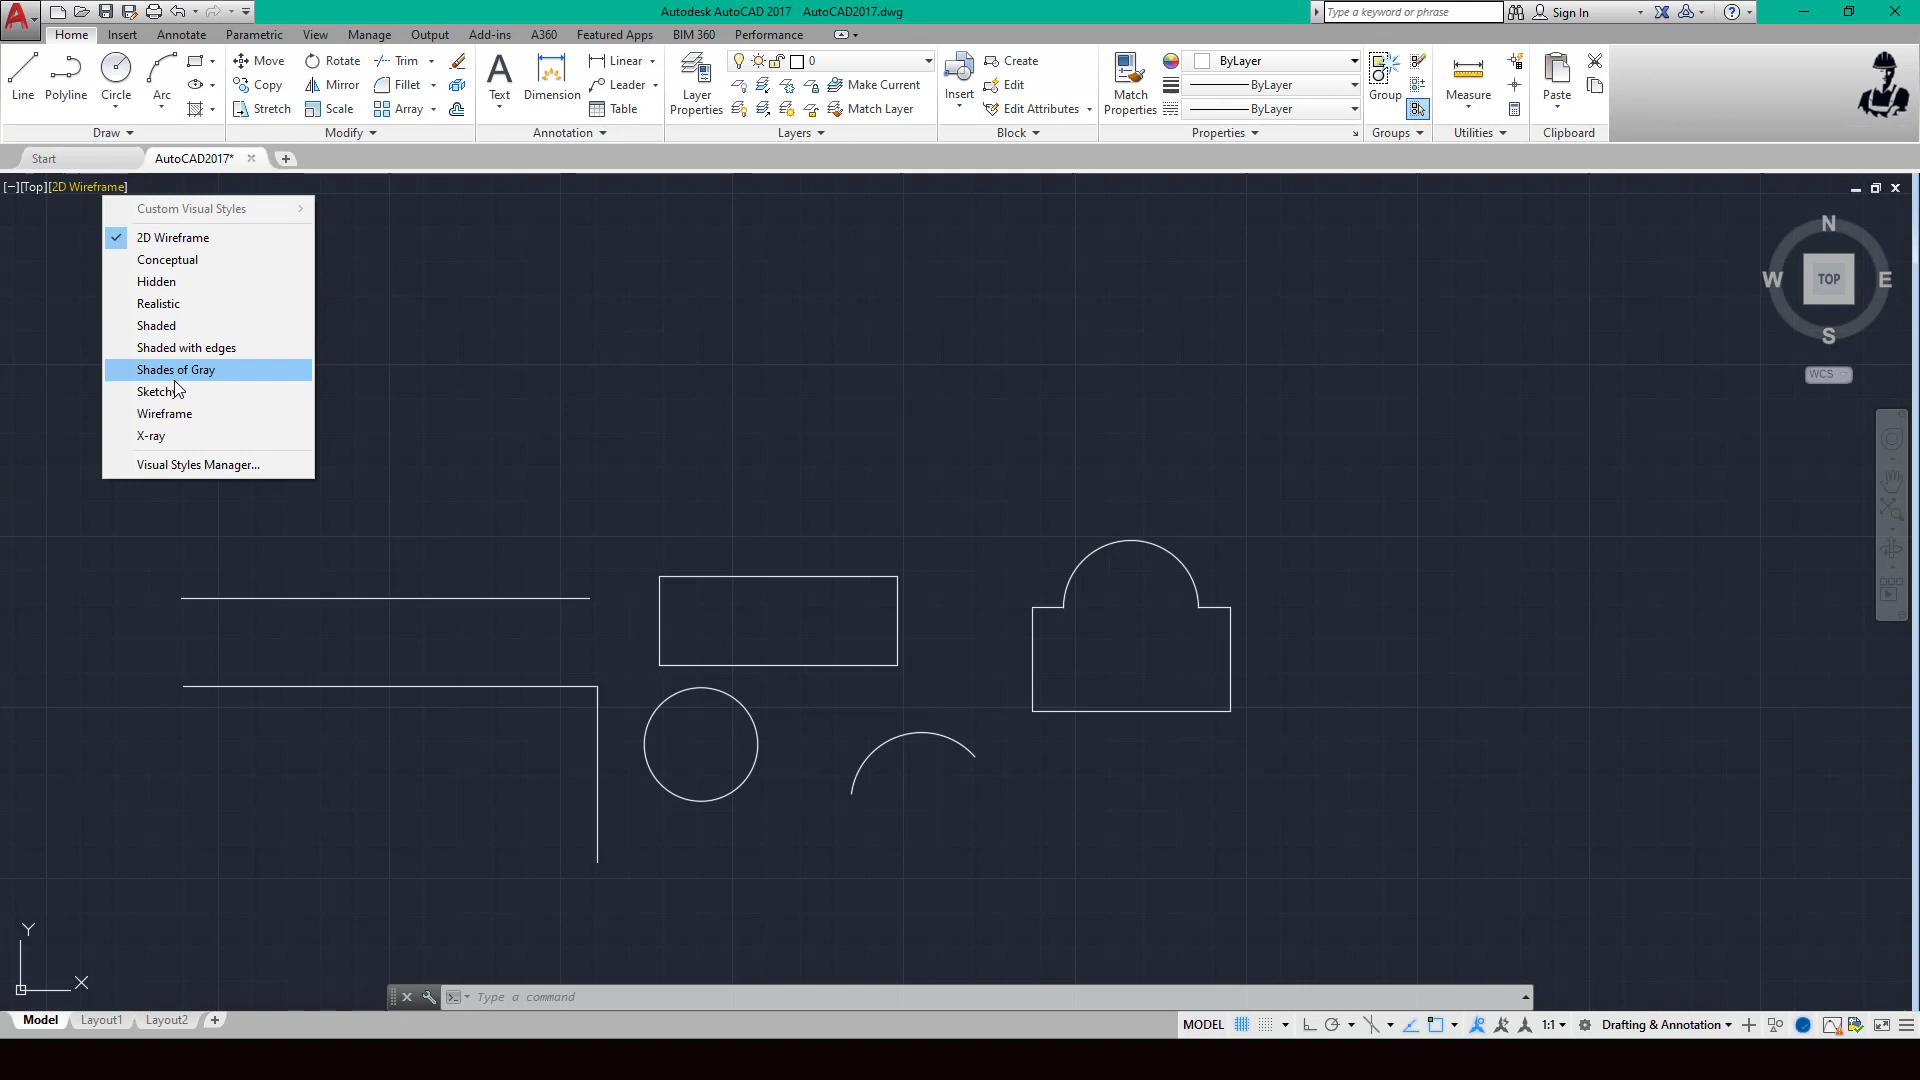 Autodesk AutoCAD 2017 AutoCAD2017.dwg
Type a keyword or phrase
Sign In
Home Insert Annotate Parametric View Manage Output Add-ins A360 Featured Apps BIM 360 Performance
Line Polyline Circle Arc
Draw
Move Rotate Trim
Copy Mirror Fillet
Stretch Scale Array
Modify
Text Dimension
Linear
Leader
Table
Annotation
Layer
Properties
0
Make Current
Match Layer
Layers
Insert
Create
Edit
Edit Attributes
Block
Match
Properties
ByLayer
ByLayer
ByLayer
Properties
Group
Groups
Measure
Utilities
Paste
Clipboard
Start AutoCAD2017*
[−][Top][2D Wireframe]
Custom Visual Styles
2D Wireframe
Conceptual
Hidden
Realistic
Shaded
Shaded with edges
Shades of Gray
Sketchy
Wireframe
X-ray
Visual Styles Manager...
N
W TOP E
S
WCS
Y
X
Type a command
Model Layout1 Layout2
MODEL 1:1 Drafting & Annotation